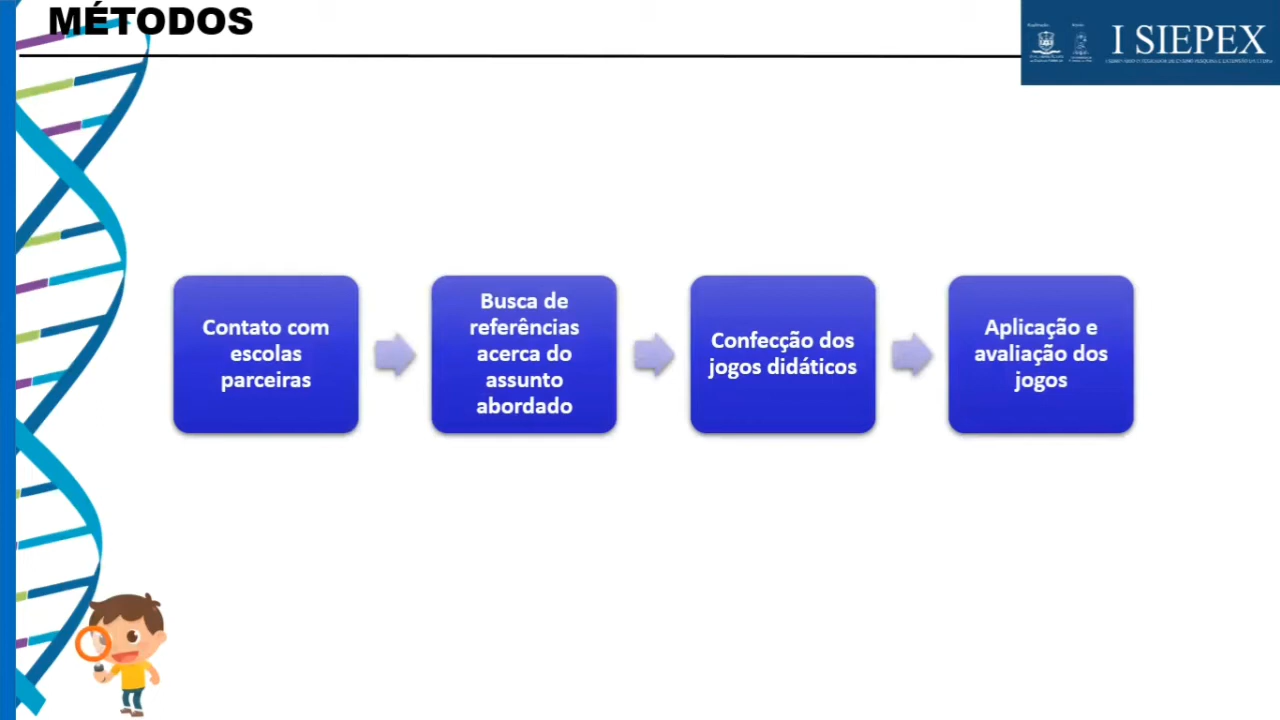 MÉTODOS
I SIEPEX
Contato com
escolas
parceiras
Busca de
referências
acerca do
assunto
abordado
Confecção dos
jogos didáticos
Aplicação e
avaliação dos
jogos